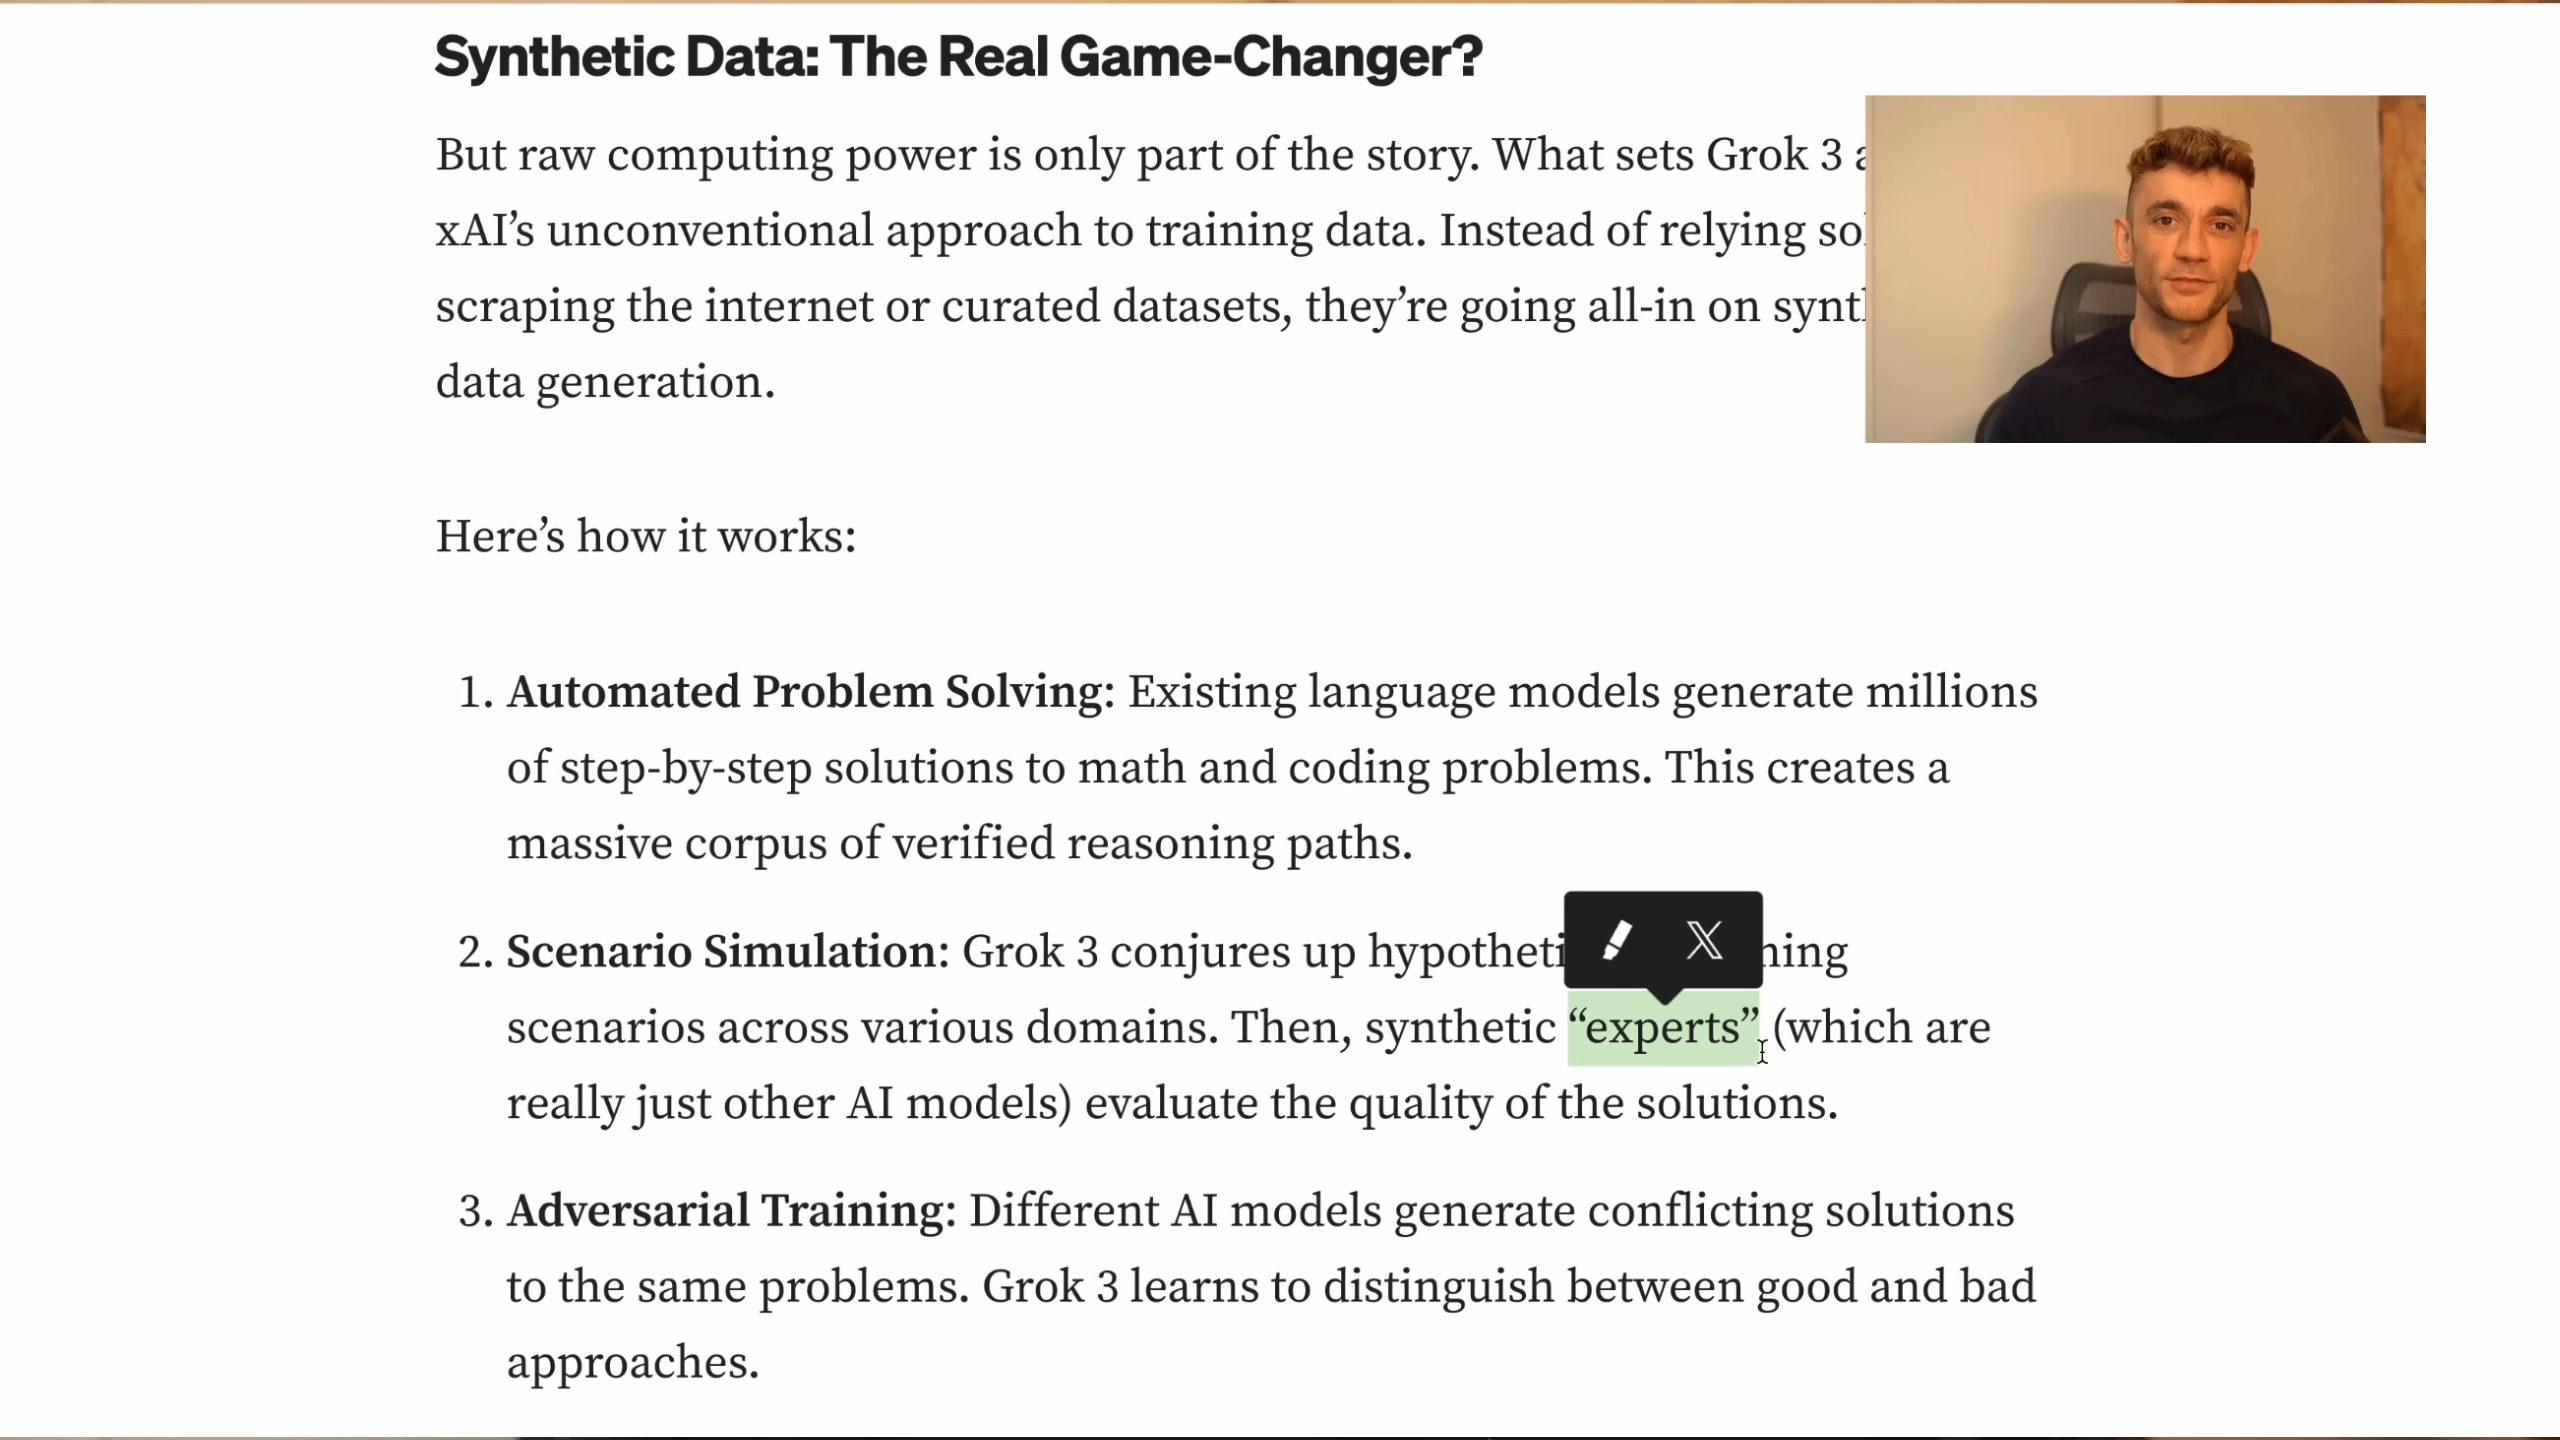 Synthetic Data: The Real Game-Changer?
But raw computing power is only part of the story. What sets Grok 3
xAI’s unconventional approach to training data. Instead of relying
scraping the internet or curated datasets, they’re going all-in on
data generation.
Here’s how it works:
1. Automated Problem Solving: Existing language models generate millions
of step-by-step solutions to math and coding problems. This creates a
massive corpus of verified reasoning paths.
2. Scenario Simulation: Grok 3 conjures up
scenarios across various domains. Then, synthetic “experts” (which are
really just other AI models) evaluate the quality of the solutions.
3. Adversarial Training: Different AI models generate conflicting solutions
to the same problems. Grok 3 learns to distinguish between good and bad
approaches.